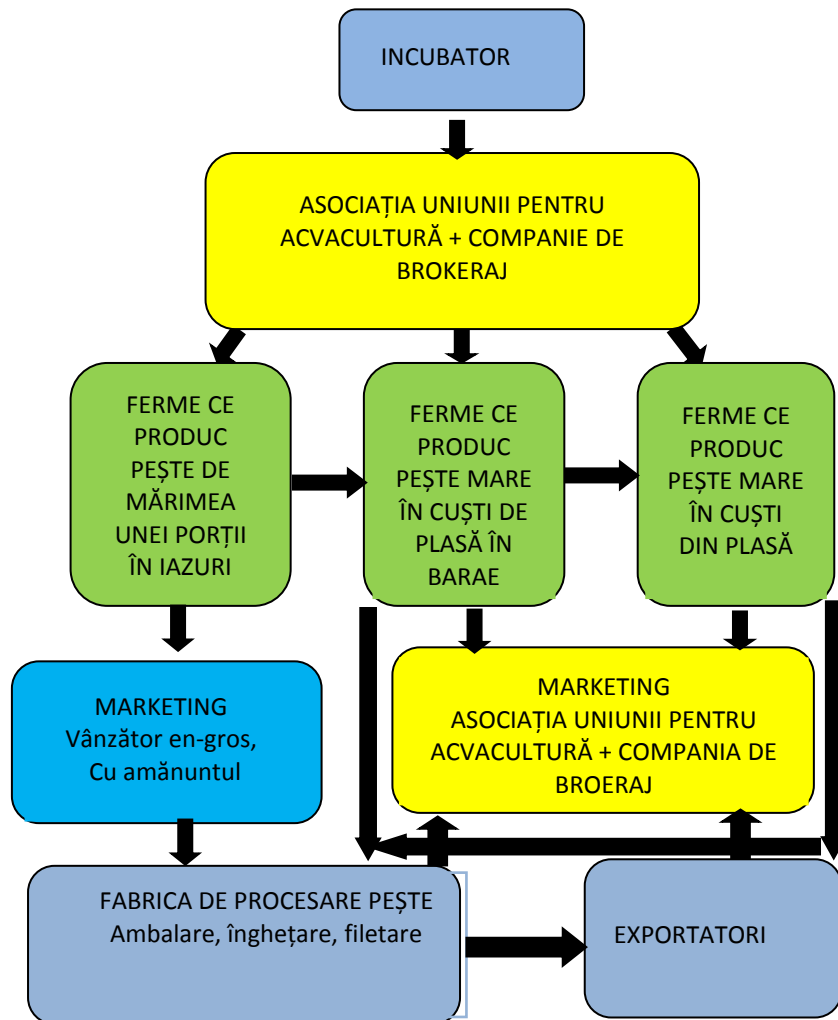 INCUBATOR
ASOCIAȚIA UNIUNII PENTRU
ACVACULTURĂ + COMPANIE DE
BROKERAJ
FERME CE
PRODUC
PEȘTE DE
MĂRIMEA
UNEI PORȚII
ÎN IAZURI
FERME CE
PRODUC
PEȘTE MARE
ÎN CUȘTI DE
PLASĂ ÎN
BARAE
FERME CE
PRODUC
PEȘTE MARE
ÎN CUȘTI
DIN PLASĂ
MARKETING
Vânzător en-gros,
Cu amănuntul
MARKETING
ASOCIAȚIA UNIUNII PENTRU
ACVACULTURĂ + COMPANIA DE
BROERAJ
FABRICA DE PROCESARE PEȘTE
Ambalare, înghețare, filetare
EXPORTATORI